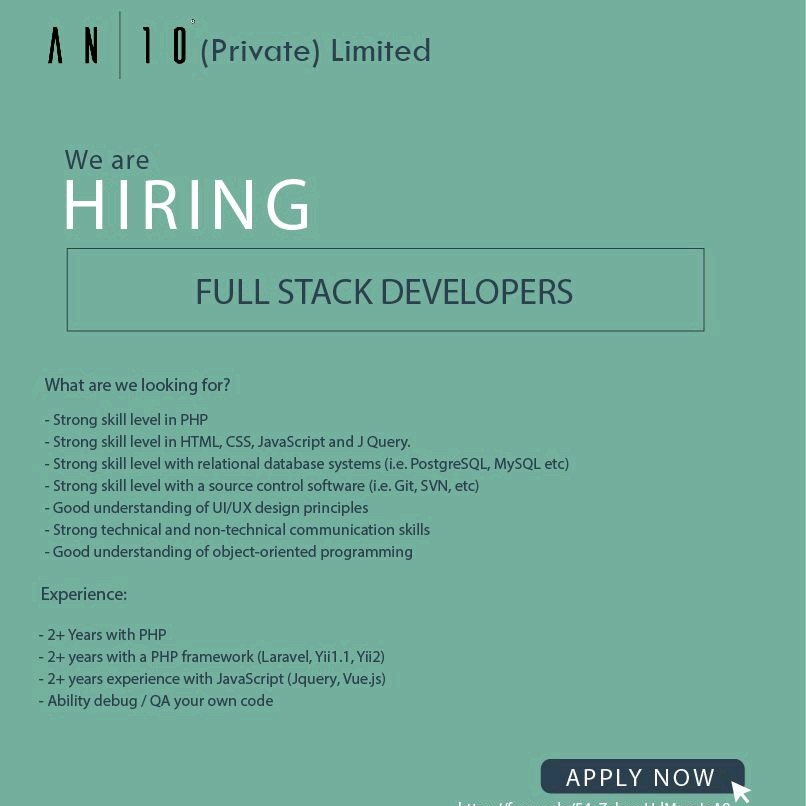 AN | 10° (Private) Limited
We are
HIRING
FULL STACK DEVELOPERS
What are we looking for?
- Strong skill level in PHP
- Strong skill level in HTML, CSS, JavaScript and J Query.
- Strong skill level with relational database systems (i.e. PostgreSQL, MySQL etc)
- Strong skill level with a source control software (i.e. Git, SVN, etc)
- Good understanding of UI/UX design principles
- Strong technical and non-technical communication skills
- Good understanding of object-oriented programming
Experience:
- 2+ Years with PHP
- 2+ years with a PHP framework (Laravel, Yii1.1, Yii2)
- 2+ years experience with JavaScript (Jquery, Vue.js)
- Ability debug / QA your own code
APPLY NOW